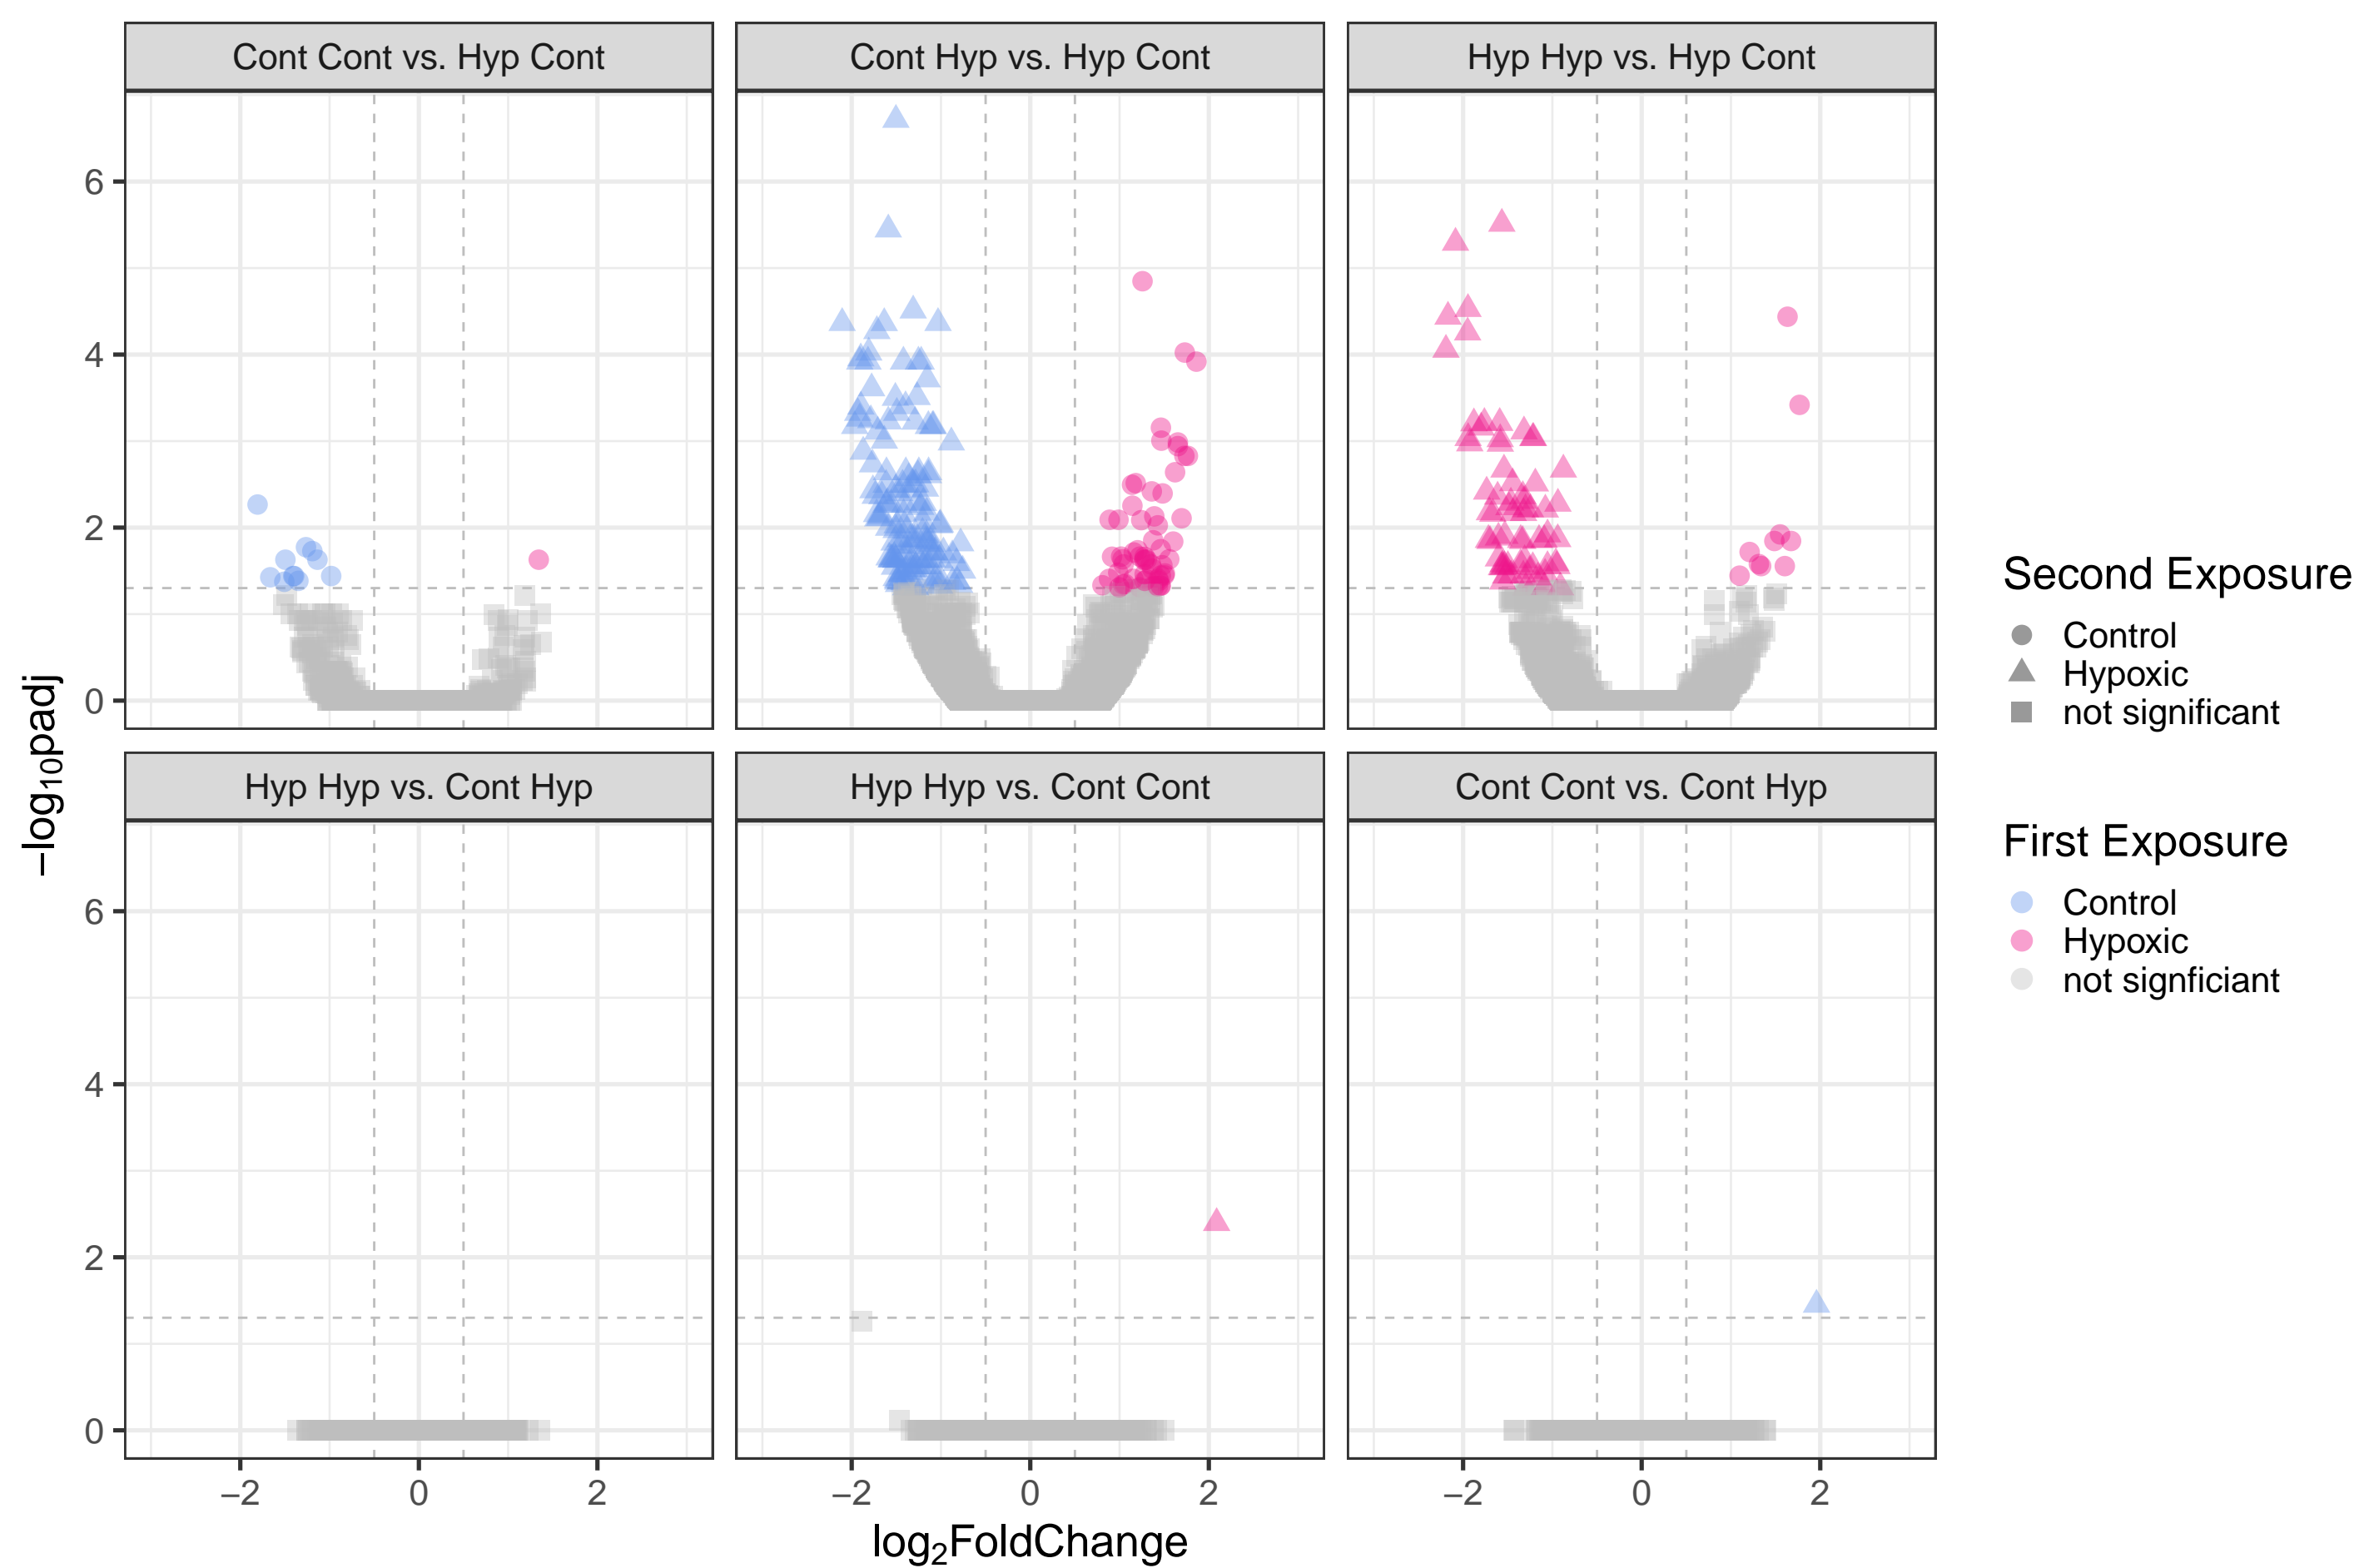 Cont Cont vs. Hyp Cont
Cont Hyp vs. Hyp Cont
Hyp Hyp vs. Hyp Cont
6
4
2
0
Hyp Hyp vs. Cont Hyp
Hyp Hyp vs. Cont Cont
Cont Cont vs. Cont Hyp
6
4
2
0
−2 0 2
−2 0 2
−2 0 2
log₂FoldChange
−log₁₀padj
Second Exposure
Control
Hypoxic
not significant
First Exposure
Control
Hypoxic
not signficiant